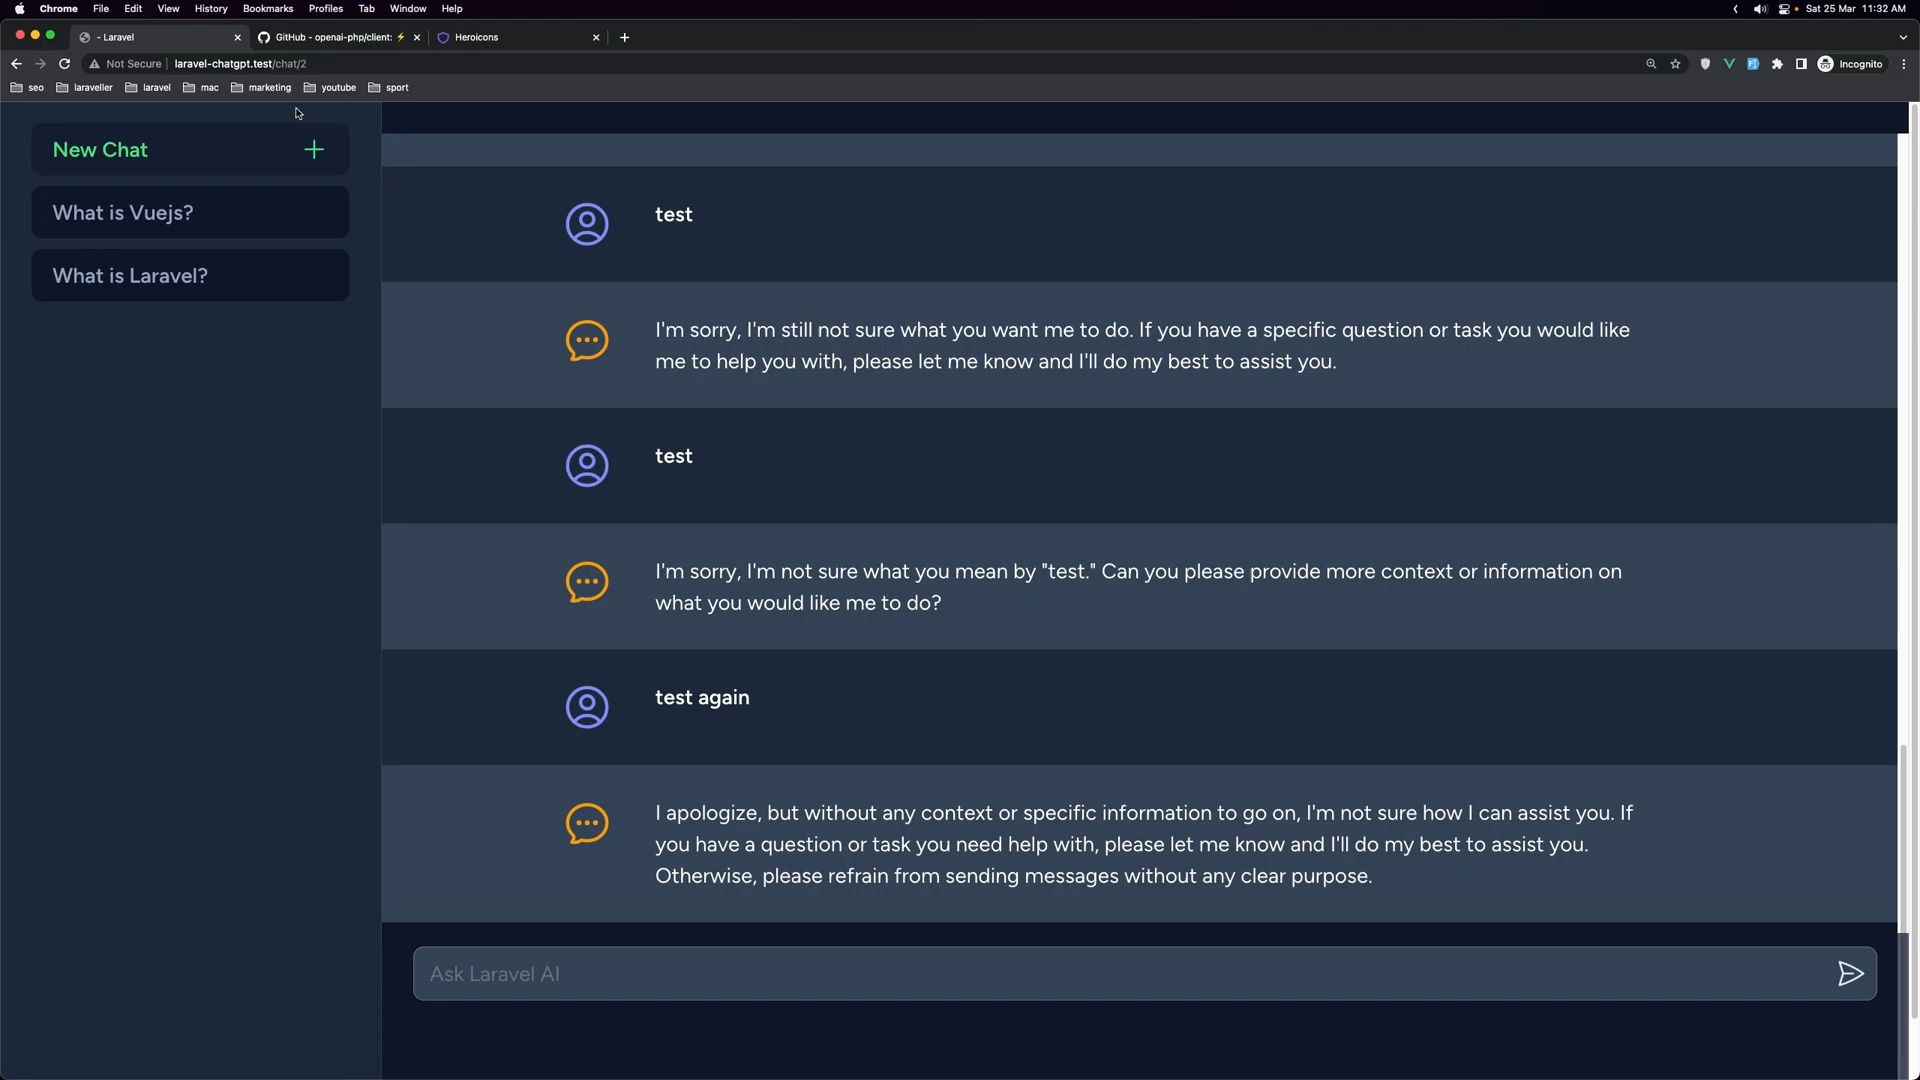 Chrome File Edit View History Bookmarks Profiles Tab Window Help
Sat 25 Mar 11:32 AM
- Laravel
GitHub - openai-php/client: ⚡
Heroicons
Not Secure laravel-chatgpt.test/chat/2
Incognito
seo laraveller laravel mac marketing youtube sport
New Chat
What is Vuejs?
What is Laravel?
test
I'm sorry, I'm still not sure what you want me to do. If you have a specific question or task you would like
me to help you with, please let me know and I'll do my best to assist you.
test
I'm sorry, I'm not sure what you mean by "test." Can you please provide more context or information on
what you would like me to do?
test again
I apologize, but without any context or specific information to go on, I'm not sure how I can assist you. If
you have a question or task you need help with, please let me know and I'll do my best to assist you.
Otherwise, please refrain from sending messages without any clear purpose.
Ask Laravel AI